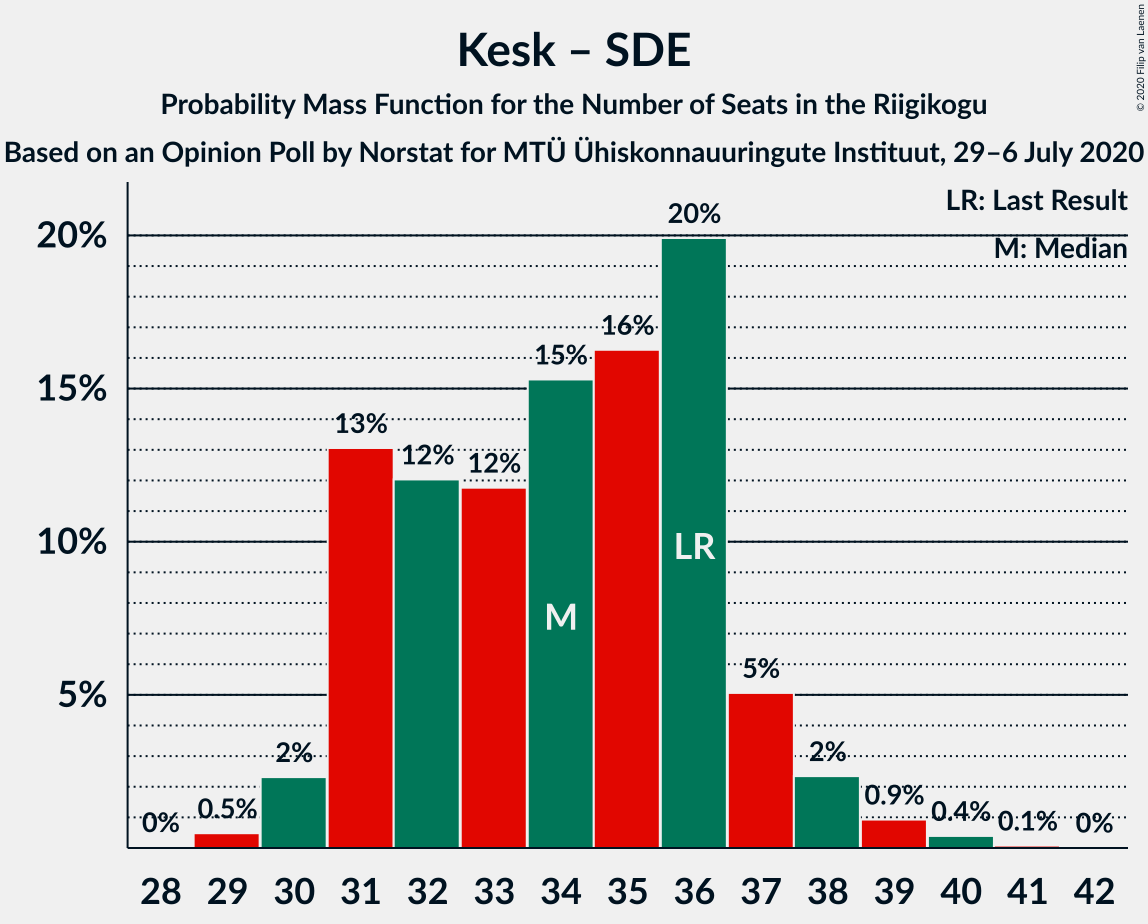 Kesk – SDE
Probability Mass Function for the Number of Seats in the Riigikogu
Based on an Opinion Poll by Norstat for MTÜ Ühiskonnauuringute Instituut, 29–6 July 2020
© 2020 Filip van Laenen
LR: Last Result
M: Median
20%
15%
10%
5%
0%
0.5%
2%
13%
12%
12%
15%
16%
20%
5%
2%
0.9%
0.4%
0.1%
0%
M
LR
28 29 30 31 32 33 34 35 36 37 38 39 40 41 42